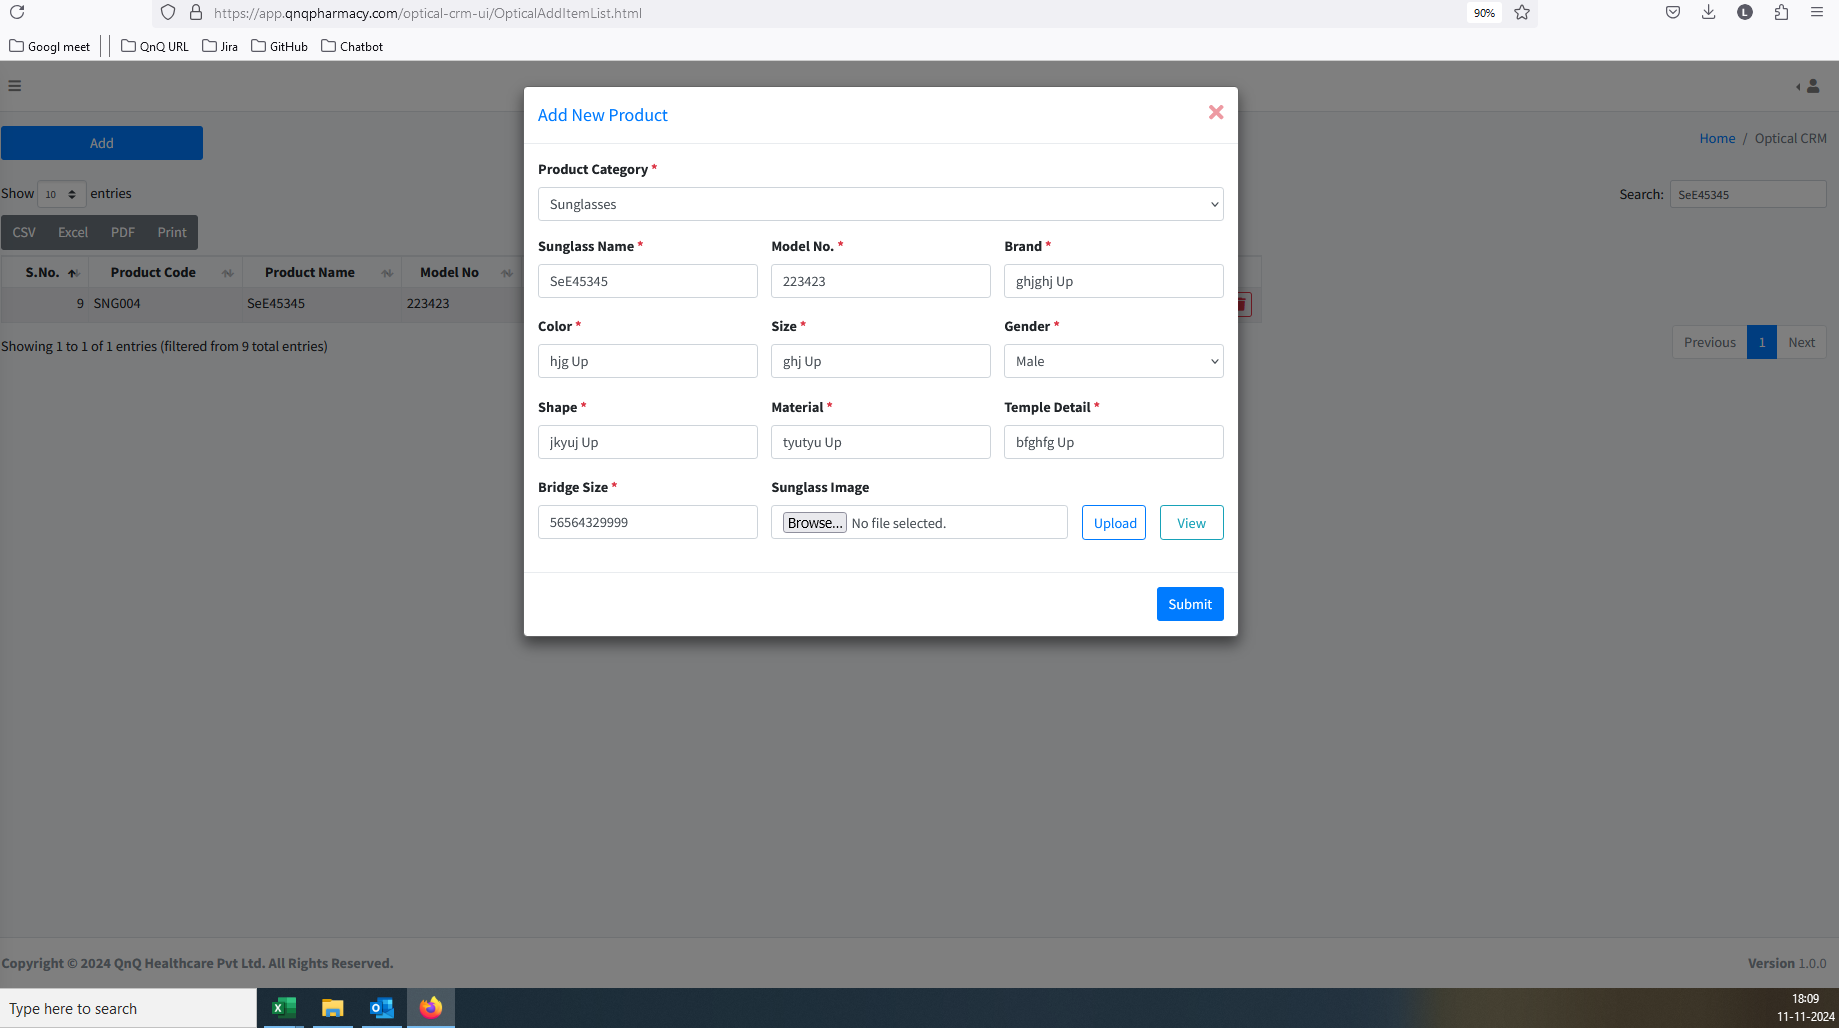 https://app.qnqpharmacy.com/optical-crm-ui/OpticalAddItemList.html 90% L
Googl meet QnQ URL Jira GitHub Chatbot
Add New Product
Add
Home / Optical CRM
Product Category *
Show 10 entries
Search: SeE45345
Sunglasses
CSV Excel PDF Print
Sunglass Name * Model No. * Brand *
S.No. Product Code Product Name Model No
SeE45345 223423 ghjghj Up
9 SNG004 SeE45345 223423
Color * Size * Gender *
Showing 1 to 1 of 1 entries (filtered from 9 total entries)
Previous 1 Next
hjg Up ghj Up Male
Shape * Material * Temple Detail *
jkyuj Up tyutyu Up bfghfg Up
Bridge Size * Sunglass Image
56564329999 Browse... No file selected. Upload View
Submit
Copyright © 2024 QnQ Healthcare Pvt Ltd. All Rights Reserved.
Version 1.0.0
Type here to search
18:09
11-11-2024